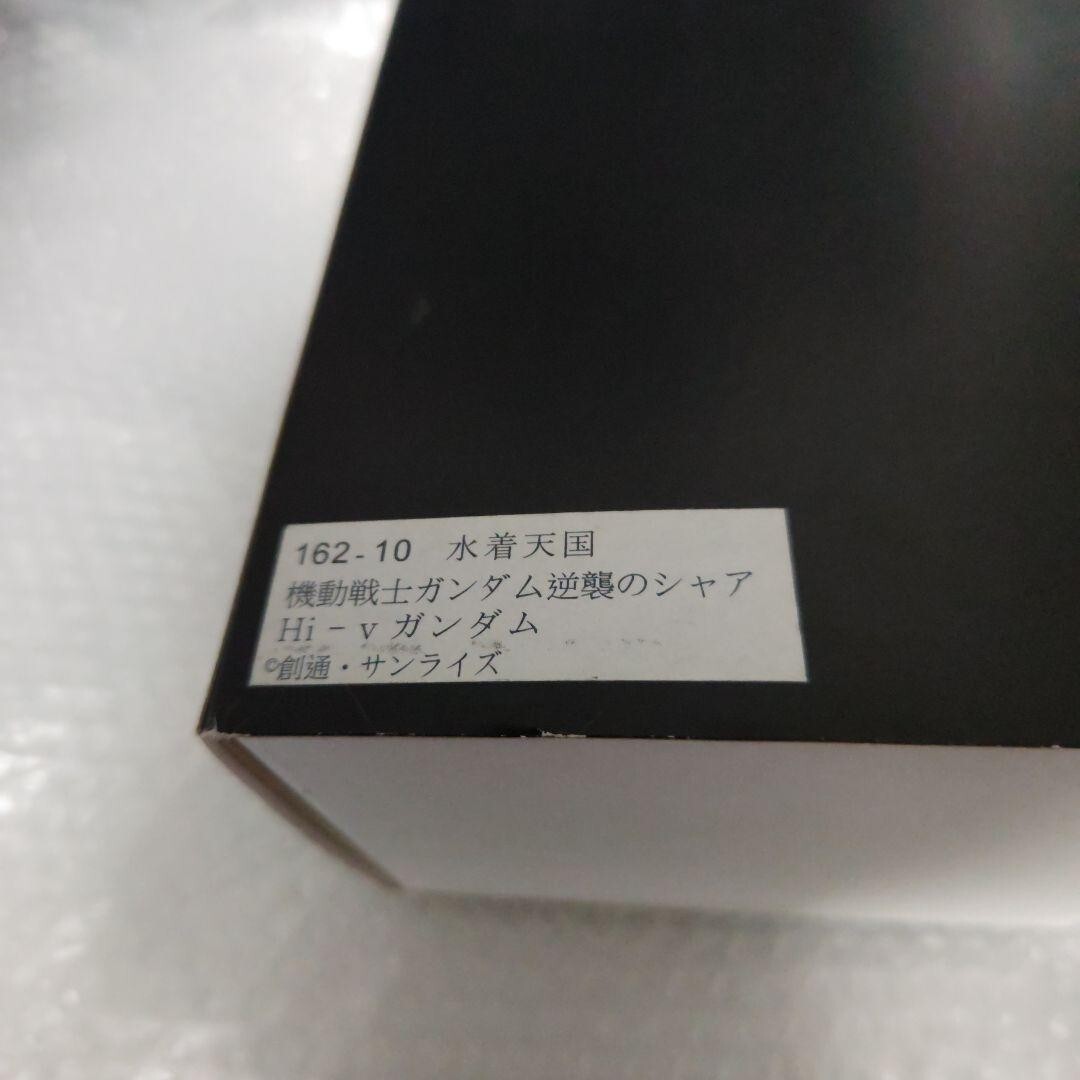 162-10 水着天国
機動戦士ガンダム逆襲のシャア
Hi-v ガンダム
©創通・サンライズ